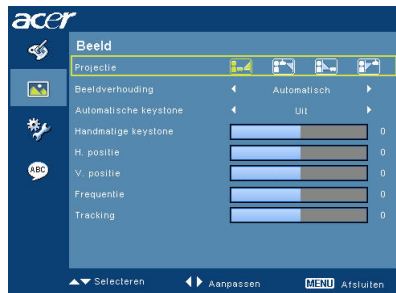 acer
Beeld
Projectie
Beeldverhouding Automatisch
Automatische keystone Uit
Handmatige keystone 0
H. positie 0
V. positie 0
Frequentie 0
Tracking 0
ABC
Selecteren Aanpassen MENU Afsluiten